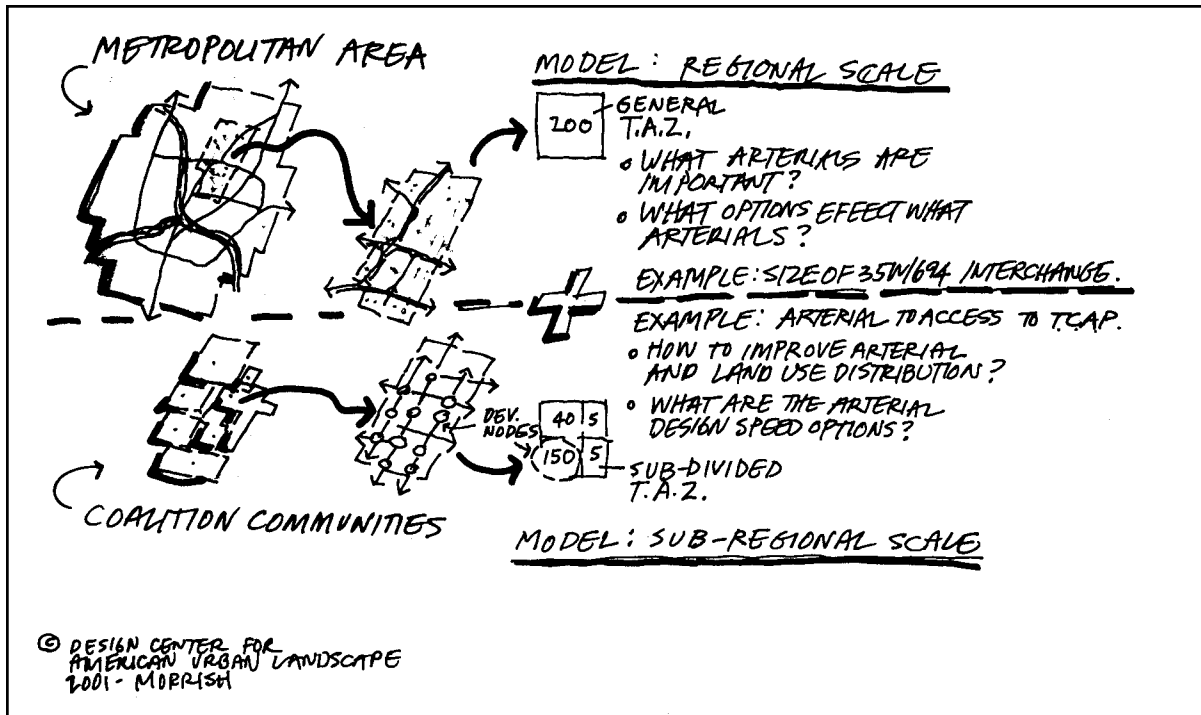 METROPOLITAN AREA
MODEL: REGIONAL SCALE
200
GENERAL
T.A.Z.
• WHAT ARTERIALS ARE
IMPORTANT?
• WHAT OPTIONS EFFECT WHAT
ARTERIALS?
EXAMPLE: SIZE OF 35W/694 INTERCHANGE.
EXAMPLE: ARTERIAL TO ACCESS TO T.C.A.P.
• HOW TO IMPROVE ARTERIAL
AND LAND USE DISTRIBUTION?
• WHAT ARE THE ARTERIAL
DESIGN SPEED OPTIONS?
DEV.
NODES
40 5
150 5
SUB-DIVIDED
T.A.Z.
COALITION COMMUNITIES
MODEL: SUB-REGIONAL SCALE
© DESIGN CENTER FOR
AMERICAN URBAN LANDSCAPE
2001 - MORRISH